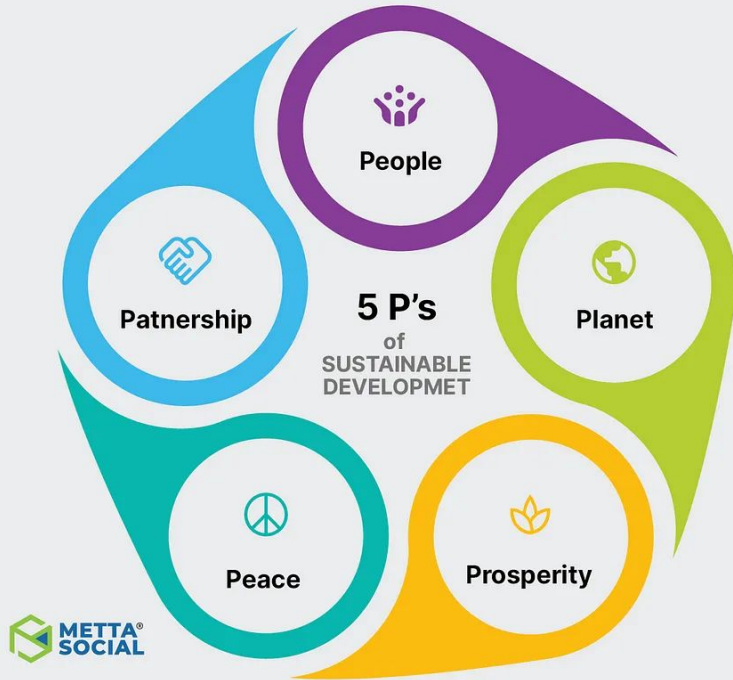 People
Planet
Prosperity
Peace
Patnership
5 P's
of
SUSTAINABLE
DEVELOPMET
METTA®
SOCIAL